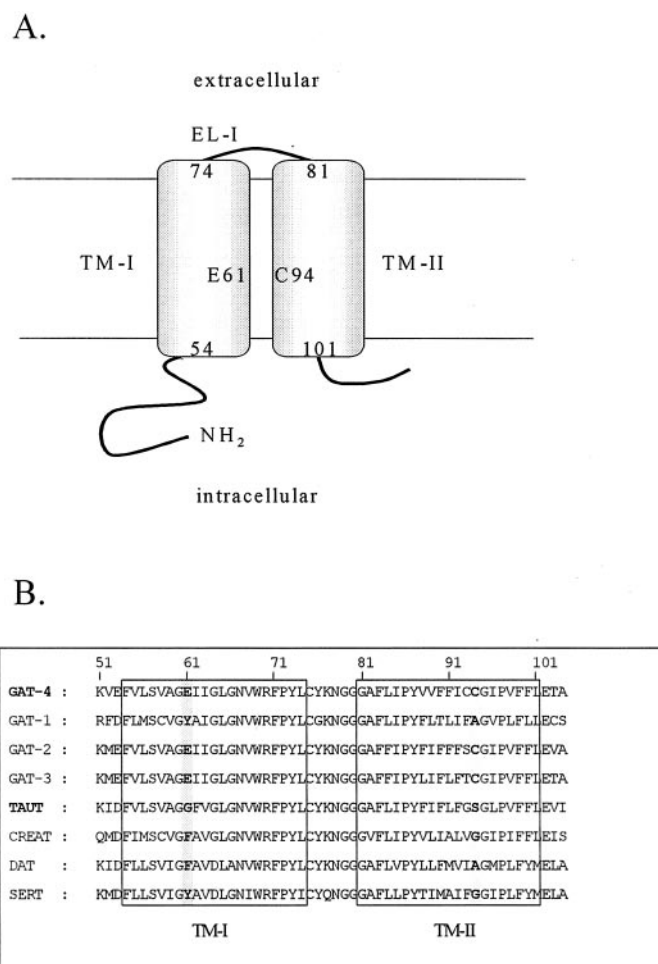 A.
extracellular
EL-I
74 81
TM-I E61 C94 TM-II
54 101
NH2
intracellular
B.
51 61 71 81 91 101
GAT-4 : KVEFVLSVAGEIIGLGNVWRFPYLCYKNGGGAFLIPYVVFFICCGIPVFFLETA
GAT-1 : RFDFLMSCVGYAIGLGNVWRFPYLCGKNGGGAFLIPYFLTLIFAGVPLFLLECS
GAT-2 : KMEFVLSVAGEIIGLGNVWRFPYLCYKNGGGAFFIPYFIFFFSCGIPVFFLEVA
GAT-3 : KMEFVLSVAGEIIGLGNVWRFPYLCYKNGGGAFFIPYLIFLFTCGIPVFFLETA
TAUT : KIDFVLSVAGGFVGLGNVWRFPYLCYKNGGGAFLIPYFIFLFGSGLPVFFLEVI
CREAT : QMDFIMSCVGFAVGLGNVWRFPYLCYKNGGGVFLIPYVLIALVGGIPIFFLEIS
DAT : KIDFLLSVIGFAVDLANVWRFPYLCYKNGGGAFLVPYLLFMVIAGMPLFYMELA
SERT : KMDFLLSVIGYAVDLGNIWRFPYICYQNGGGAFLLPYTIMAIFGGIPLFYMELA
TM-I TM-II